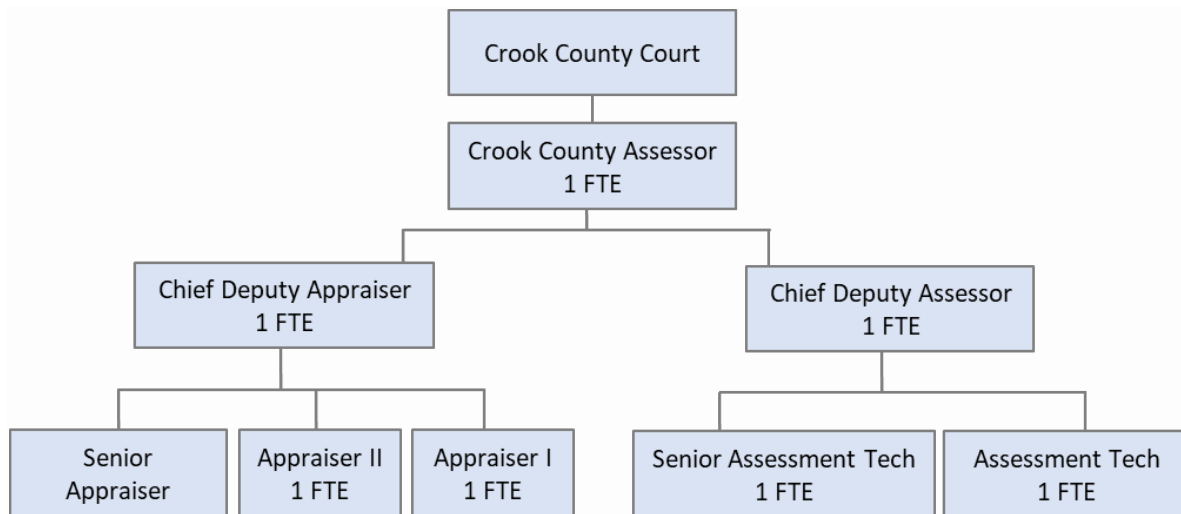 Crook County Court
Crook County Assessor
1 FTE
Chief Deputy Appraiser
1 FTE
Chief Deputy Assessor
1 FTE
Senior
Appraiser
Appraiser II
1 FTE
Appraiser I
1 FTE
Senior Assessment Tech
1 FTE
Assessment Tech
1 FTE